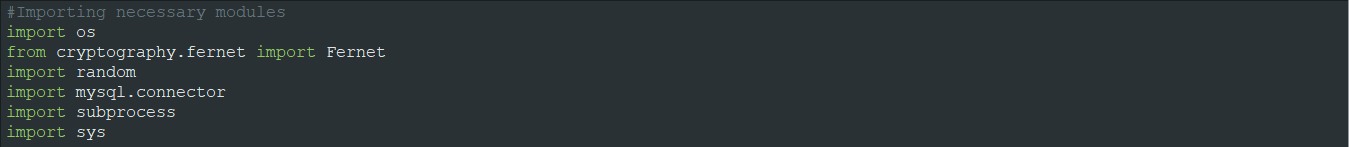 #Importing necessary modules
import os
from cryptography.fernet import Fernet
import random
import mysql.connector
import subprocess
import sys